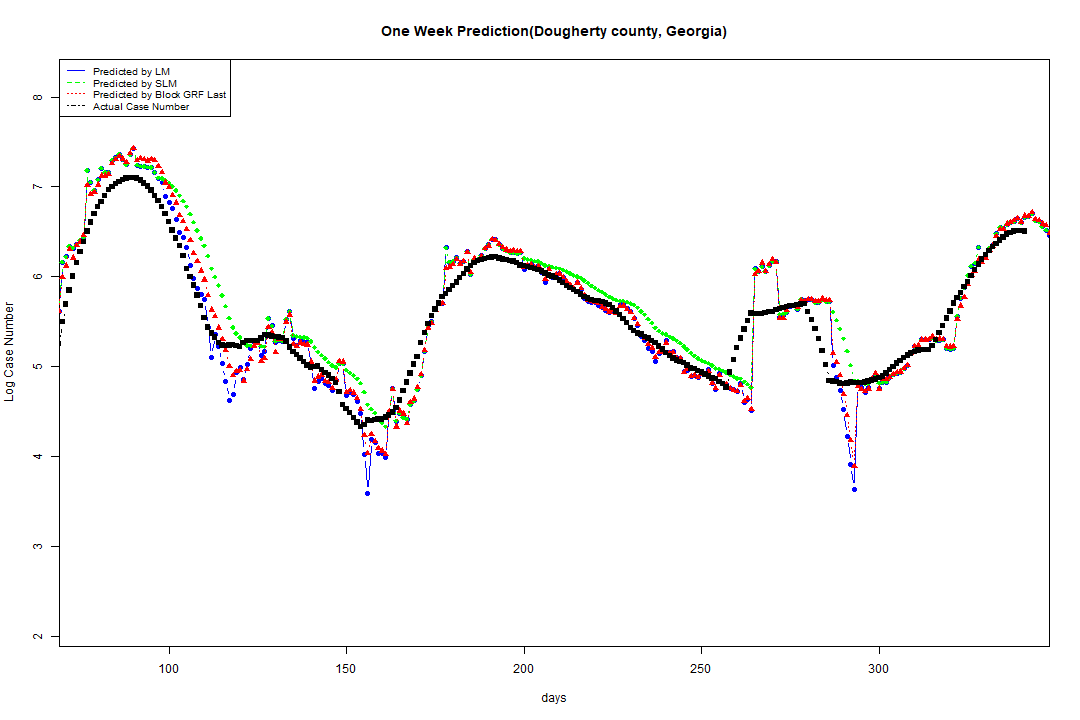 One Week Prediction(Dougherty county, Georgia)
Predicted by LM
Predicted by SLM
Predicted by Block GRF Last
Actual Case Number
8
7
6
5
4
3
2
Log Case Number
100 150 200 250 300
days